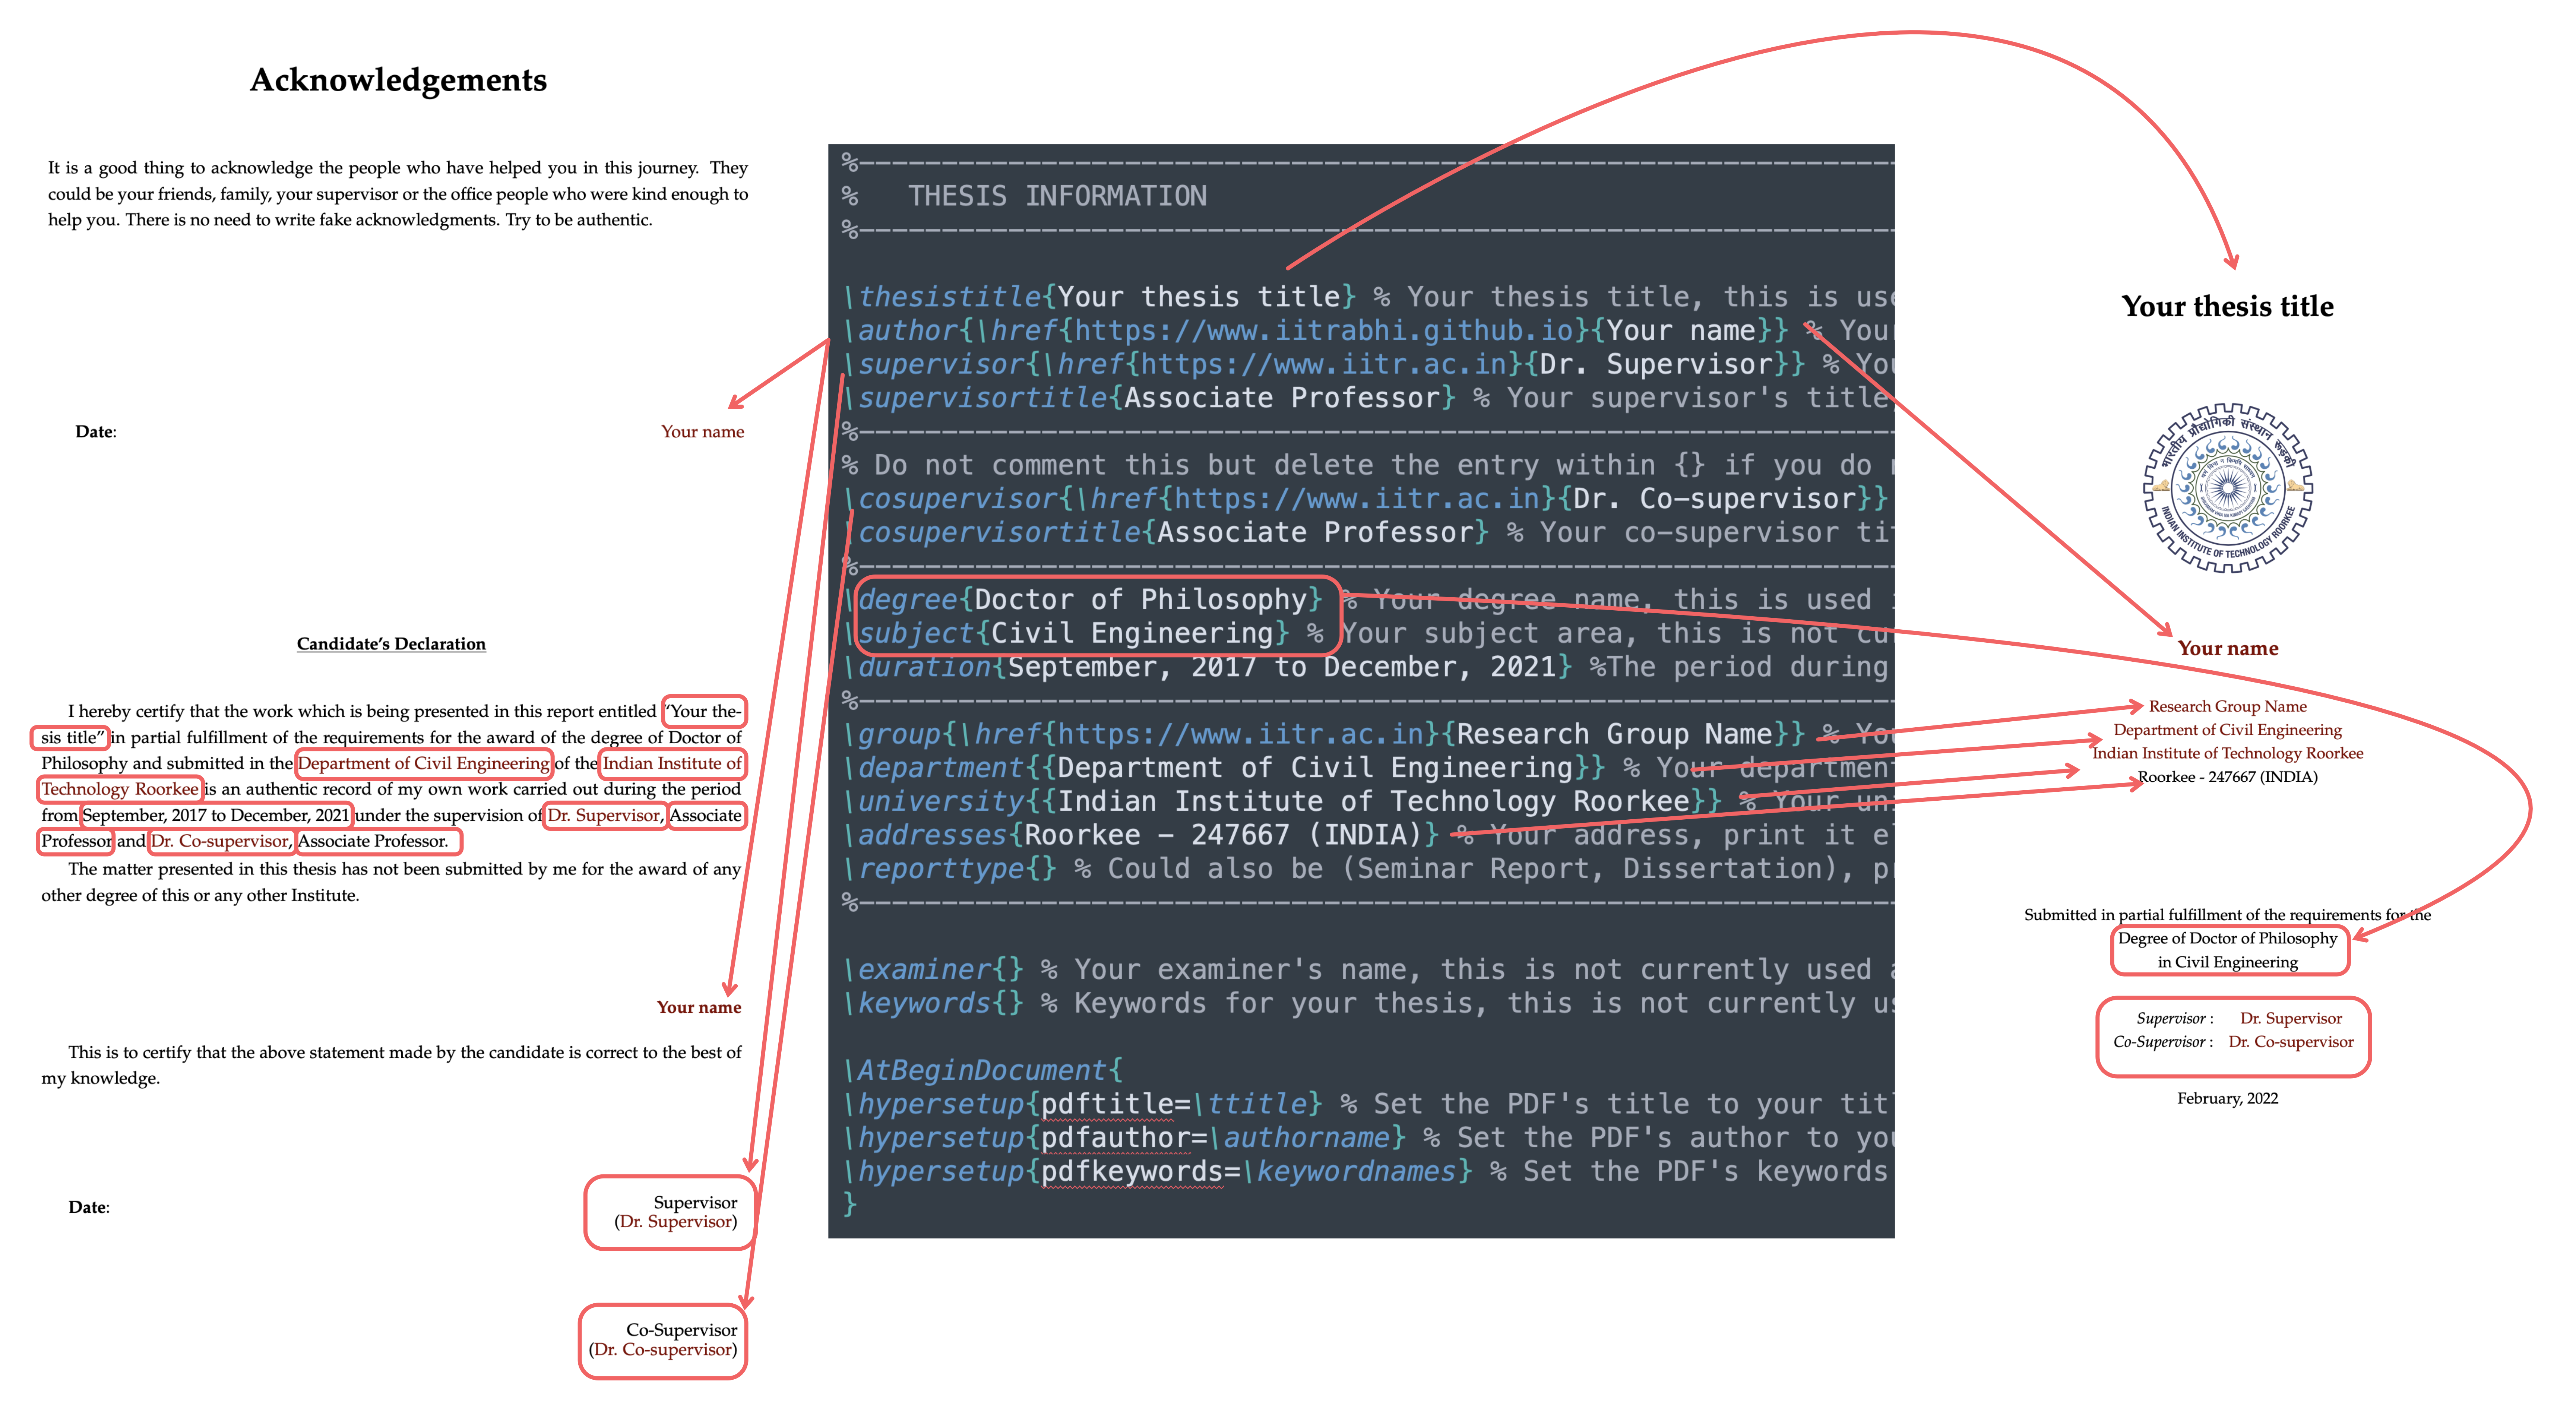 Acknowledgements
It is a good thing to acknowledge the people who have helped you in this journey. They
could be your friends, family, your supervisor or the office people who were kind enough to
help you. There is no need to write fake acknowledgments. Try to be authentic.
Date:
Your name
Candidate's Declaration
I hereby certify that the work which is being presented in this report entitled "Your the-
sis title" in partial fulfillment of the requirements for the award of the degree of Doctor of
Philosophy and submitted in the Department of Civil Engineering of the Indian Institute of
Technology Roorkee is an authentic record of my own work carried out during the period
from September, 2017 to December, 2021 under the supervision of Dr. Supervisor, Associate
Professor and Dr. Co-supervisor, Associate Professor.
The matter presented in this thesis has not been submitted by me for the award of any
other degree of this or any other Institute.
Your name
This is to certify that the above statement made by the candidate is correct to the best of
my knowledge.
Date:
Supervisor
(Dr. Supervisor)
Co-Supervisor
(Dr. Co-supervisor)
%----------------------------------------------------------------
% THESIS INFORMATION
%----------------------------------------------------------------
\thesistitle{Your thesis title} % Your thesis title, this is use
\author{\href{https://www.iitrabhi.github.io}{Your name}} % Your
\supervisor{\href{https://www.iitr.ac.in}{Dr. Supervisor}} % You
\supervisortitle{Associate Professor} % Your supervisor's title,
%----------------------------------------------------------------
% Do not comment this but delete the entry within {} if you do
\cosupervisor{\href{https://www.iitr.ac.in}{Dr. Co-supervisor}}
\cosupervisortitle{Associate Professor} % Your co-supervisor tit
%----------------------------------------------------------------
\degree{Doctor of Philosophy} % Your degree name, this is used
\subject{Civil Engineering} % Your subject area, this is not cu
\duration{September, 2017 to December, 2021} %The period during
%----------------------------------------------------------------
\group{\href{https://www.iitr.ac.in}{Research Group Name}} % You
\department{{Department of Civil Engineering}} % Your department
\university{{Indian Institute of Technology Roorkee}} % Your uni
\addresses{Roorkee - 247667 (INDIA)} % Your address, print it el
\reporttype{} % Could also be (Seminar Report, Dissertation), pr
%----------------------------------------------------------------
\examiner{} % Your examiner's name, this is not currently used a
\keywords{} % Keywords for your thesis, this is not currently us
\AtBeginDocument{
\hypersetup{pdftitle=\ttitle} % Set the PDF's title to your titl
\hypersetup{pdfauthor=\authorname} % Set the PDF's author to you
\hypersetup{pdfkeywords=\keywordnames} % Set the PDF's keywords
}
Your thesis title
भारतीय प्रौद्योगिकी संस्थान रूड़की
INDIAN INSTITUTE OF TECHNOLOGY ROORKEE
Your name
Research Group Name
Department of Civil Engineering
Indian Institute of Technology Roorkee
Roorkee - 247667 (INDIA)
Submitted in partial fulfillment of the requirements for the
Degree of Doctor of Philosophy
in Civil Engineering
Supervisor : Dr. Supervisor
Co-Supervisor : Dr. Co-supervisor
February, 2022